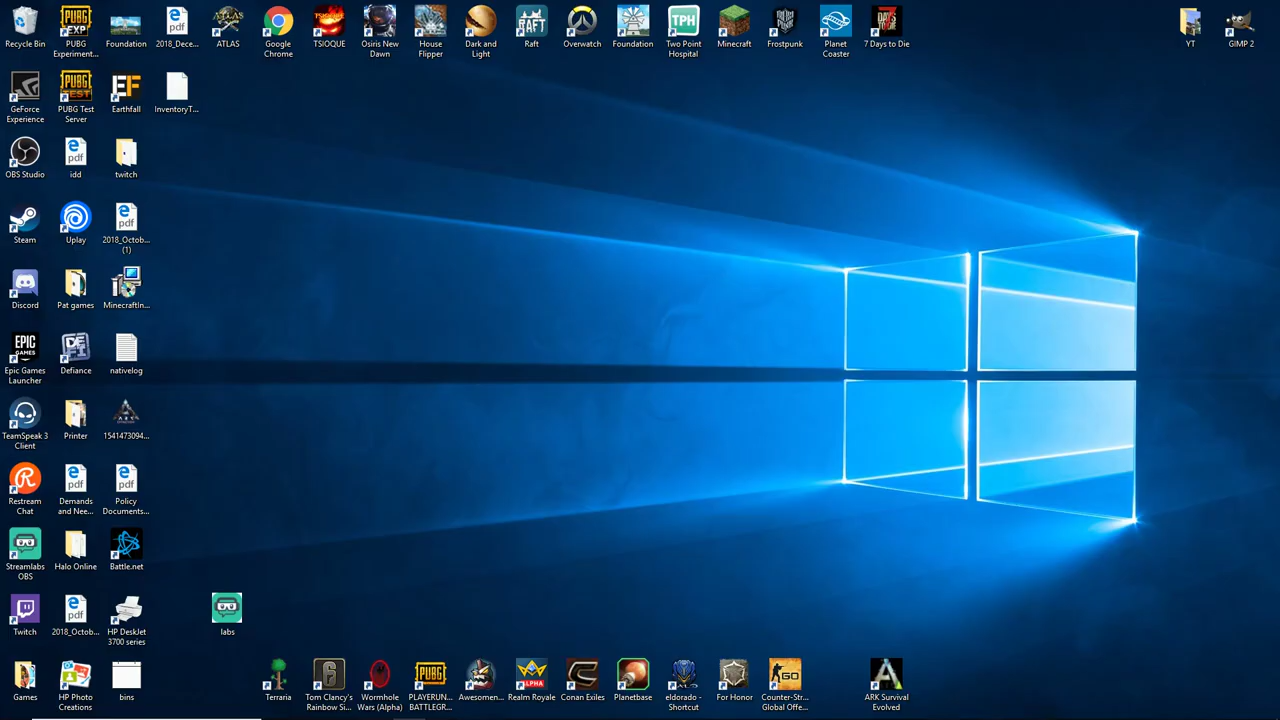 Recycle Bin
PUBG
Experiment...
Foundation
2018_Dece...
ATLAS
Google
Chrome
TSIOQUE
Osiris New
Dawn
House
Flipper
Dark and
Light
Raft
Overwatch
Foundation
Two Point
Hospital
Minecraft
Frostpunk
Planet
Coaster
7 Days to Die
YT
GIMP 2
GeForce
Experience
PUBG Test
Server
Earthfall
InventoryT...
OBS Studio
idd
twitch
Steam
Uplay
2018_Octob...
(1)
Discord
Pat games
MinecraftIn...
Epic Games
Launcher
Defiance
nativelog
TeamSpeak 3
Client
Printer
1541473094...
Restream
Chat
Demands
and Nee...
Policy
Documents...
Streamlabs
OBS
Halo Online
Battle.net
Twitch
2018_Octob...
HP DeskJet
3700 series
labs
Games
HP Photo
Creations
bins
Terraria
Tom Clancy's
Rainbow Si...
Wormhole
Wars (Alpha)
PLAYERUN...
BATTLEGR...
Awesomen...
Realm Royale
Conan Exiles
Planetbase
eldorado -
Shortcut
For Honor
Counter-Str...
Global Offe...
ARK Survival
Evolved